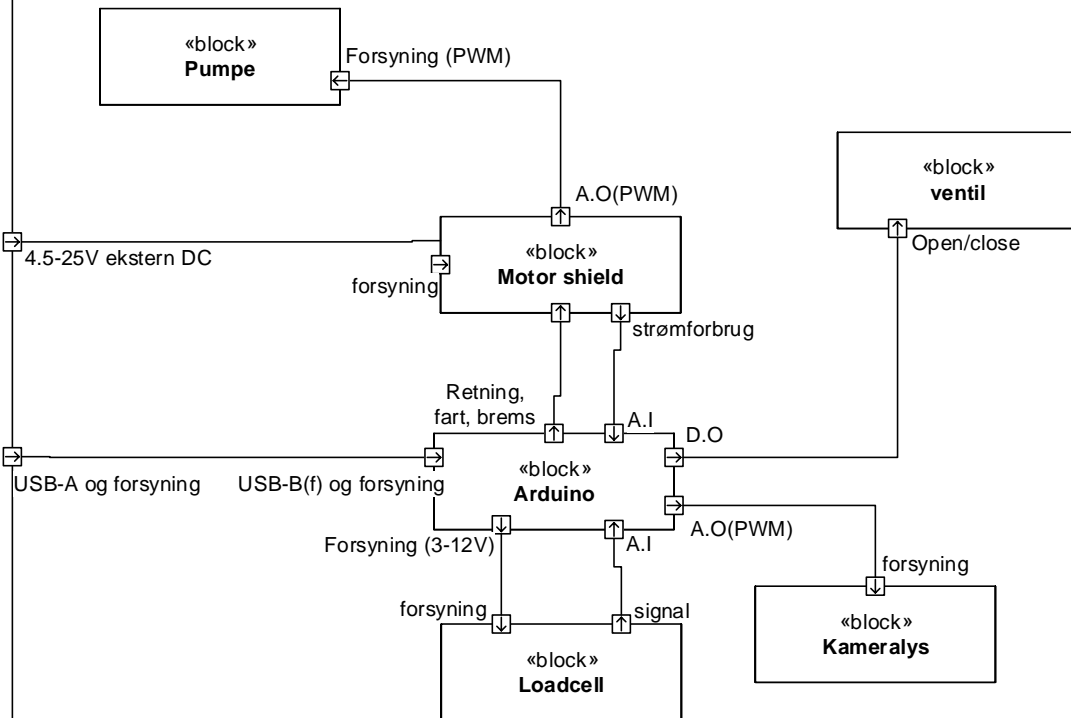 «block»
Pumpe
Forsyning (PWM)
«block»
ventil
Open/close
A.O(PWM)
«block»
Motor shield
4.5-25V ekstern DC
forsyning
strømforbrug
Retning,
fart, brems
A.I
D.O
USB-A og forsyning
USB-B(f) og forsyning
«block»
Arduino
A.O(PWM)
Forsyning (3-12V)
A.I
forsyning
forsyning
signal
«block»
Kameralys
«block»
Loadcell